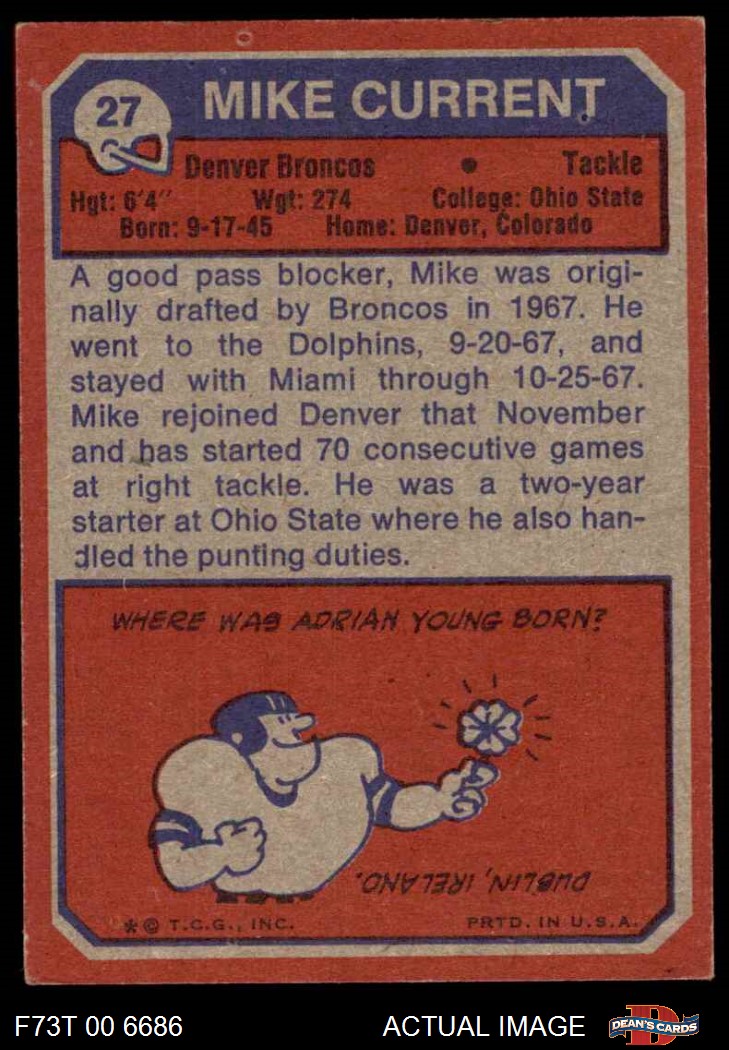 27
MIKE CURRENT
Denver Broncos • Tackle
Hgt: 6'4" Wgt: 274 College: Ohio State
Born: 9-17-45 Home: Denver, Colorado
A good pass blocker, Mike was origi-
nally drafted by Broncos in 1967. He
went to the Dolphins, 9-20-67, and
stayed with Miami through 10-25-67.
Mike rejoined Denver that November
and has started 70 consecutive games
at right tackle. He was a two-year
starter at Ohio State where he also han-
dled the punting duties.
WHERE WAS ADRIAN YOUNG BORN?
DUBLIN, IRELAND.
*© T.C.G., INC. PRTD. IN U.S.A.
F73T 00 6686 ACTUAL IMAGE
D
DEAN'S CARDS